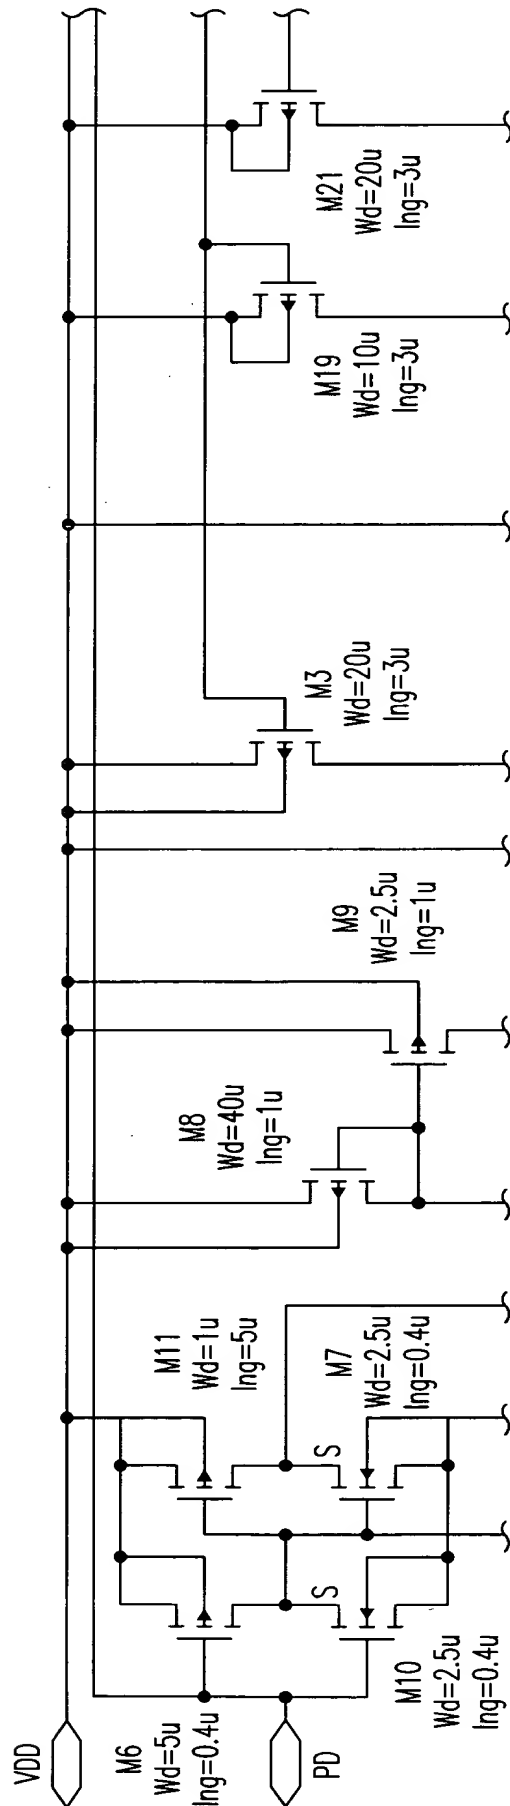 VDD
M6
Wd=5u
lng=0.4u
PD
M10
Wd=2.5u
lng=0.4u
S
S
M11
Wd=1u
lng=5u
M7
Wd=2.5u
lng=0.4u
M8
Wd=40u
lng=1u
M9
Wd=2.5u
lng=1u
M3
Wd=20u
lng=3u
M19
Wd=10u
lng=3u
M21
Wd=20u
lng=3u